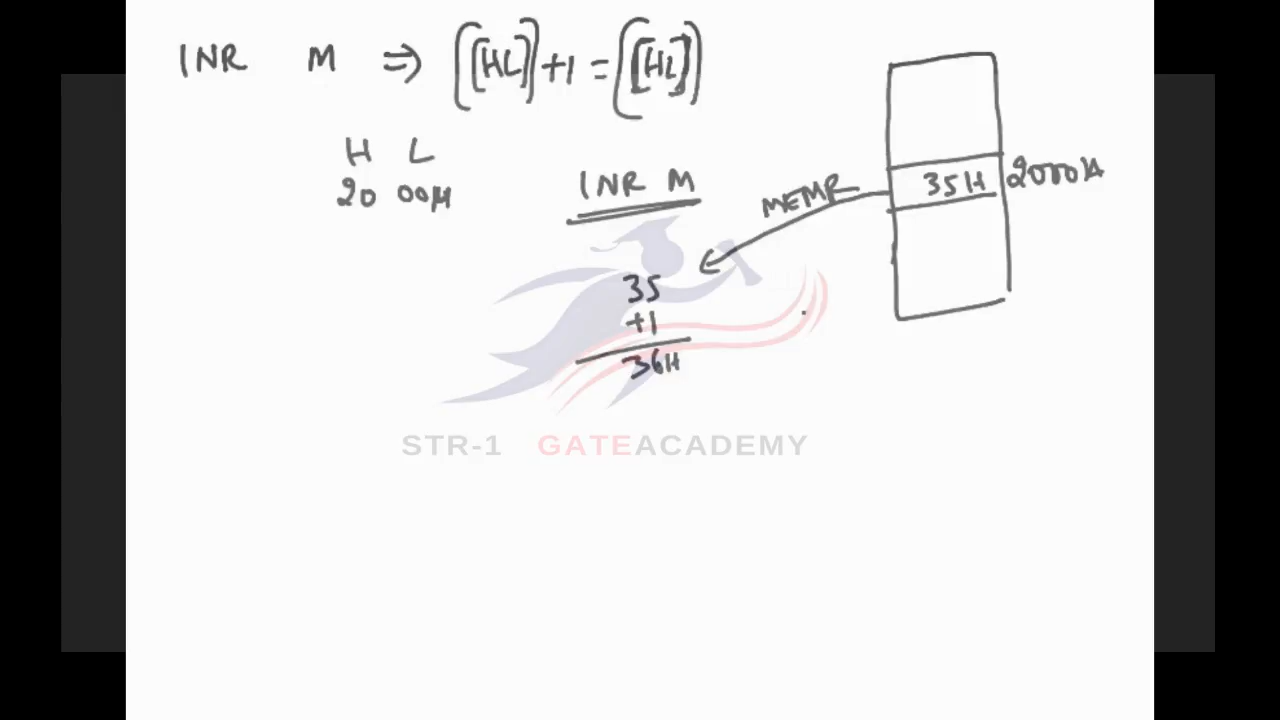 INR M ⇒ [[HL]]+1 = [[HL]]
H L
20 00H
INR M
MEMR
35H 2000H
35
+1
36H
STR-1 GATEACADEMY